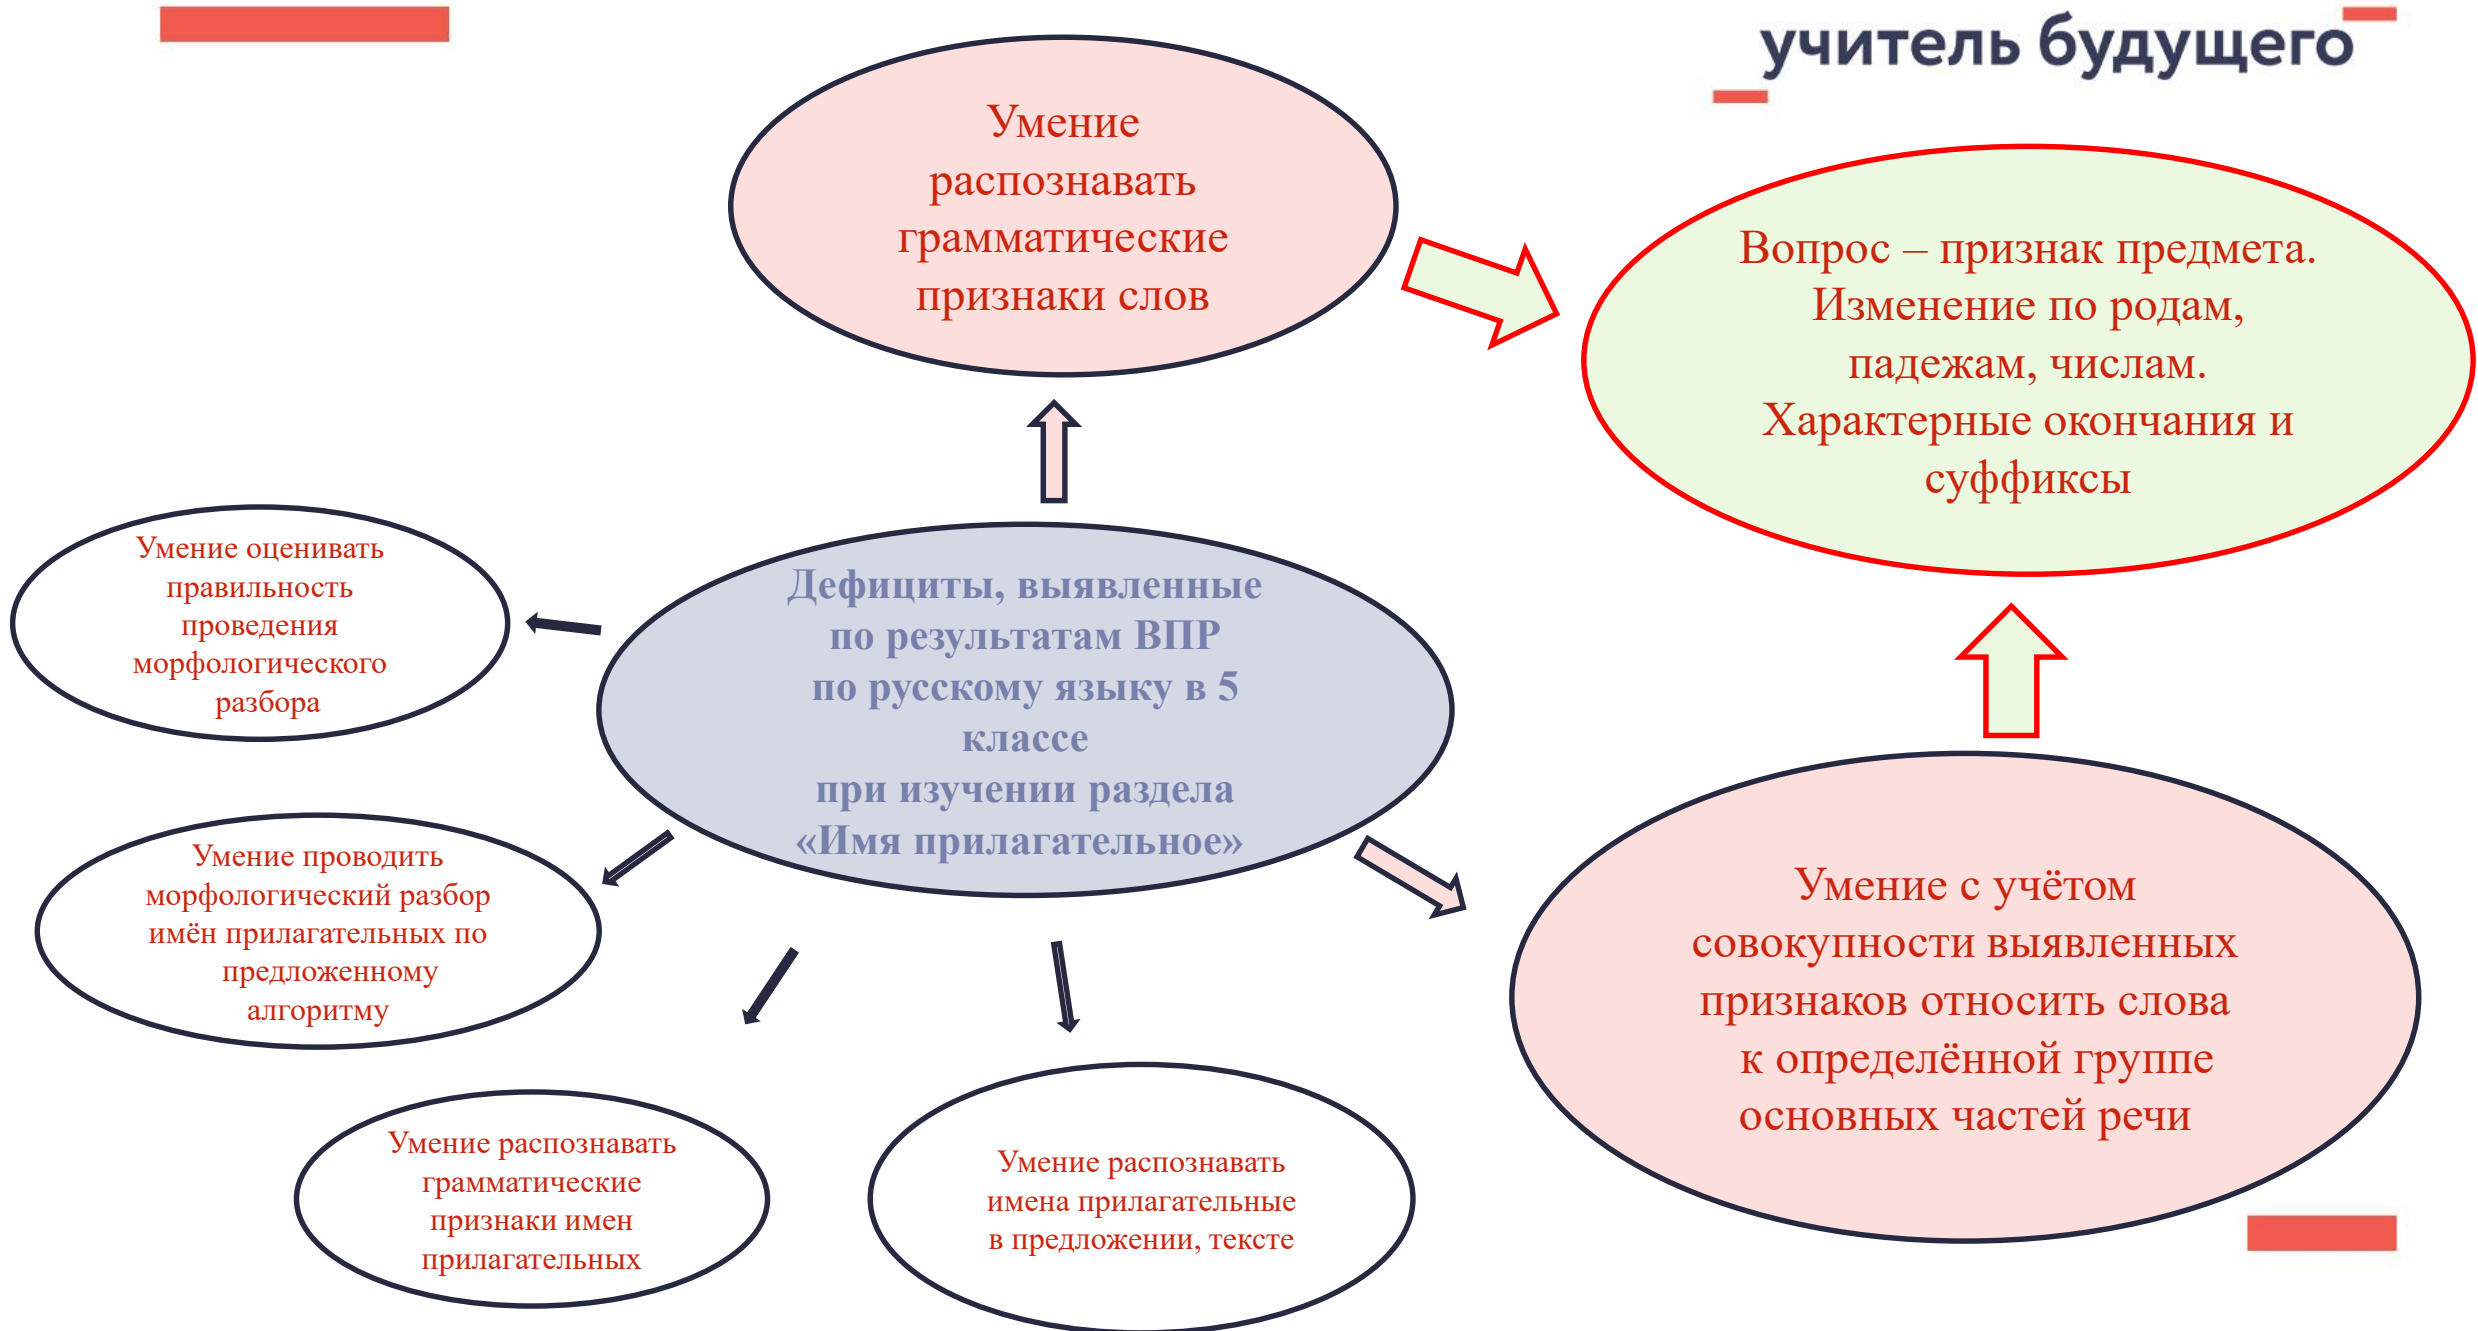 учитель будущего
Умение
распознавать
грамматические
признаки слов
Вопрос – признак предмета.
Изменение по родам,
падежам, числам.
Характерные окончания и
суффиксы
Умение оценивать
правильность
проведения
морфологического
разбора
Дефициты, выявленные
по результатам ВПР
по русскому языку в 5
классе
при изучении раздела
«Имя прилагательное»
Умение проводить
морфологический разбор
имён прилагательных по
предложенному
алгоритму
Умение с учётом
совокупности выявленных
признаков относить слова
к определённой группе
основных частей речи
Умение распознавать
грамматические
признаки имен
прилагательных
Умение распознавать
имена прилагательные
в предложении, тексте